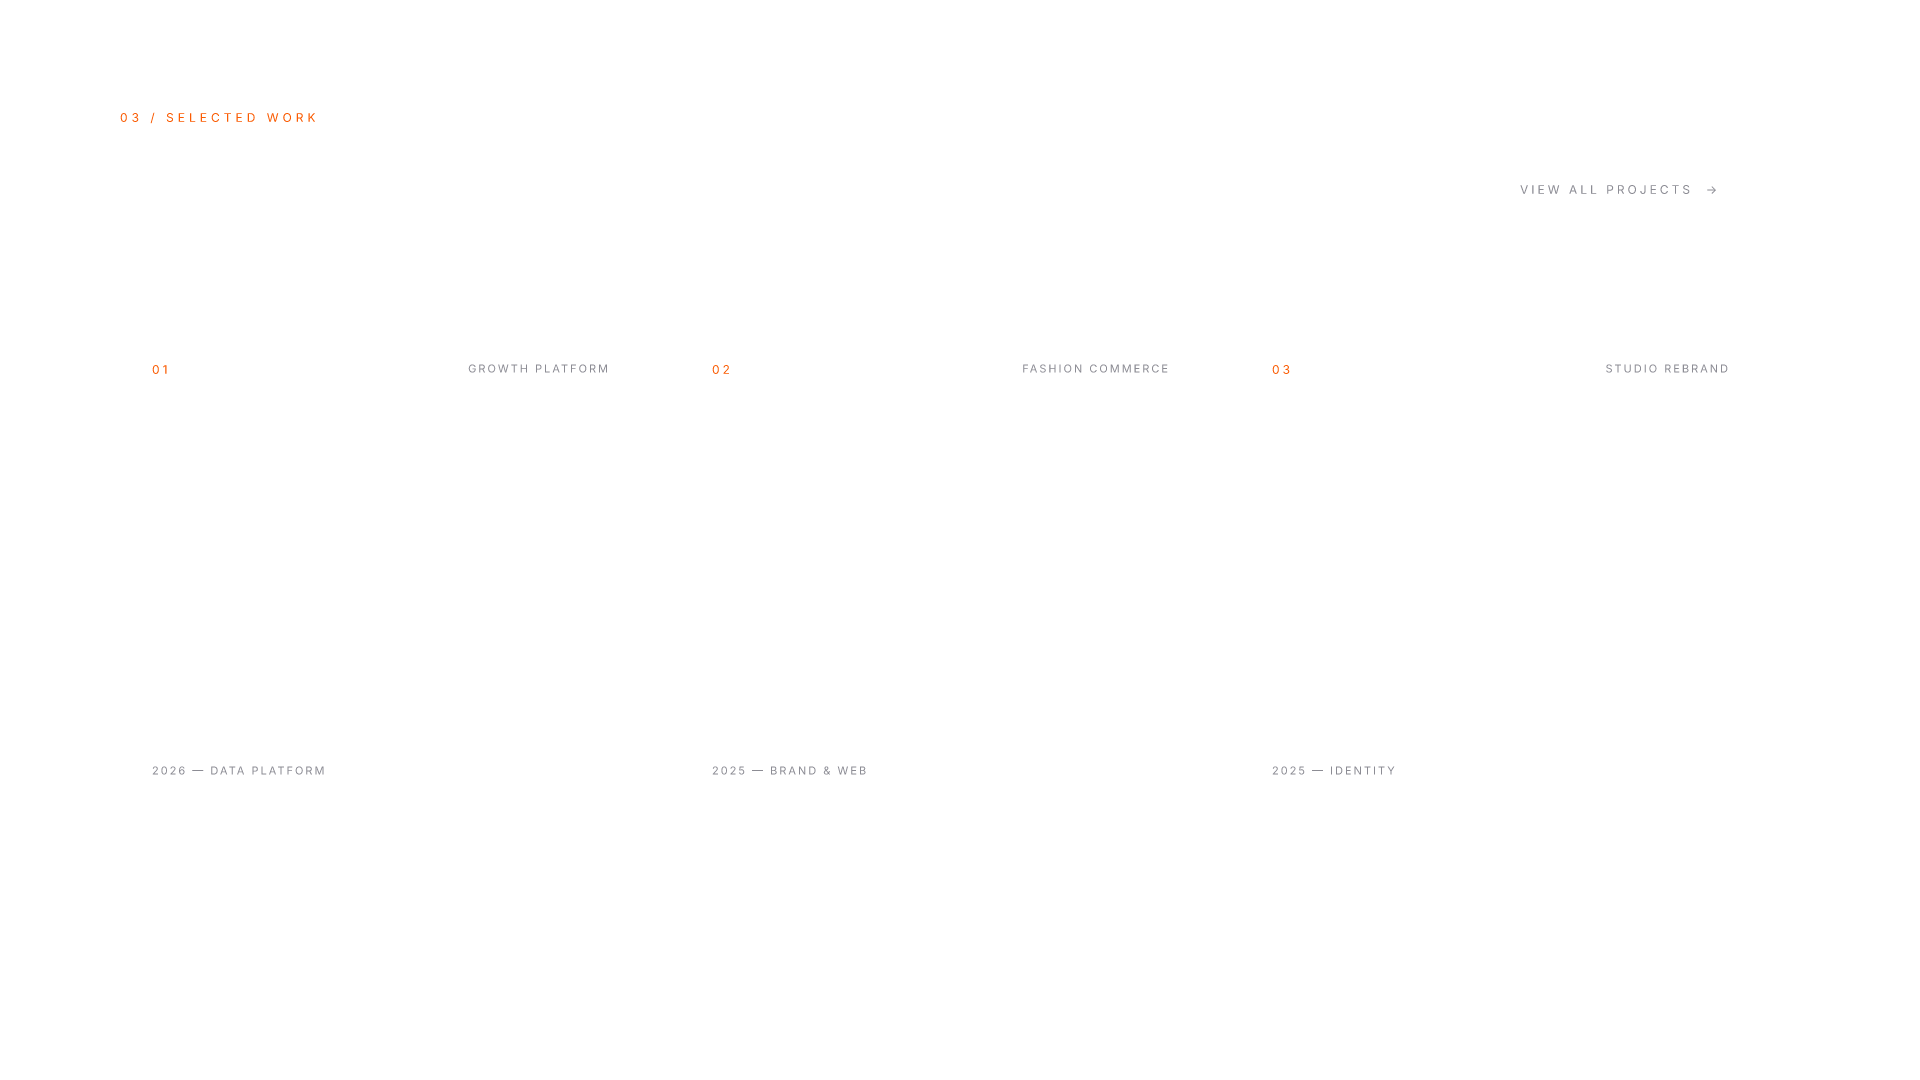 03 / SELECTED WORK
VIEW ALL PROJECTS →
01
GROWTH PLATFORM
02
FASHION COMMERCE
03
STUDIO REBRAND
2026 — DATA PLATFORM
2025 — BRAND & WEB
2025 — IDENTITY